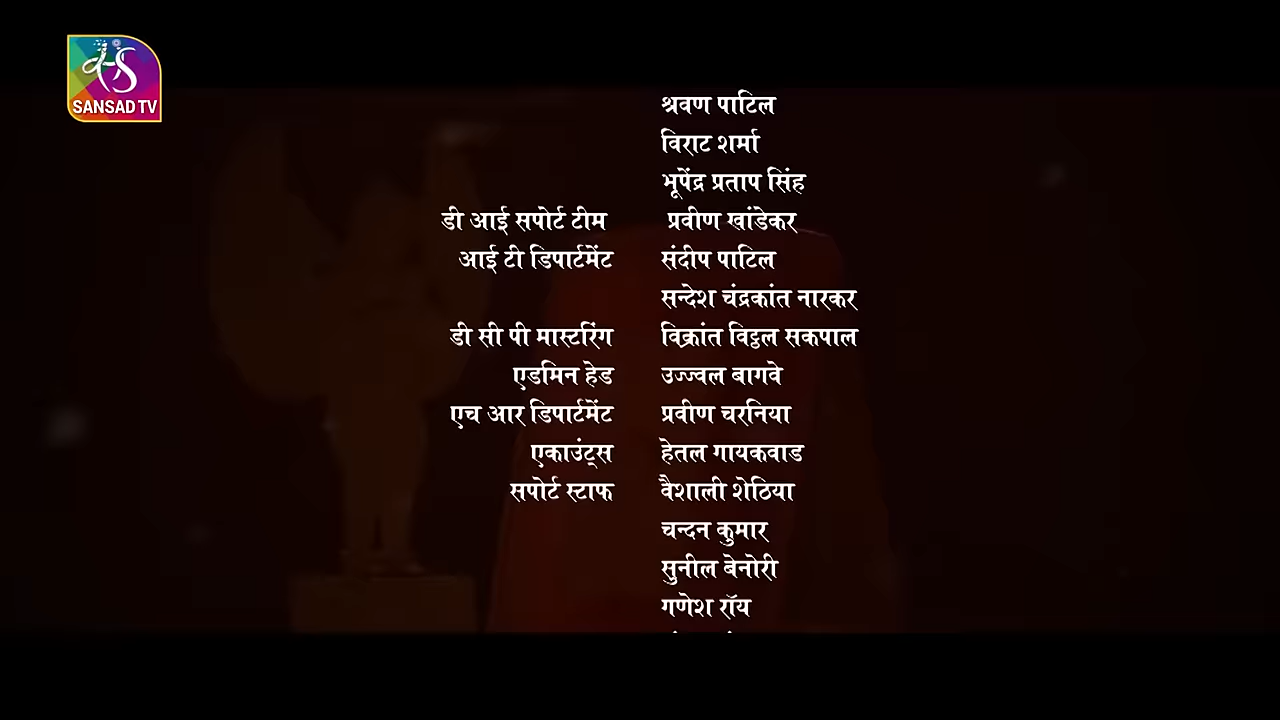 SANSAD TV
श्रवण पाटिल
विराट शर्मा
भूपेंद्र प्रताप सिंह
डी आई सपोर्ट टीम प्रवीण खांडेकर
आई टी डिपार्टमेंट संदीप पाटिल
सन्देश चंद्रकांत नारकर
डी सी पी मास्टरिंग विक्रांत विट्ठल सकपाल
एडमिन हेड उज्ज्वल बागवे
एच आर डिपार्टमेंट प्रवीण चरनिया
एकाउंट्स हेतल गायकवाड
सपोर्ट स्टाफ वैशाली शेठिया
चन्दन कुमार
सुनील बेनोरी
गणेश रॉय